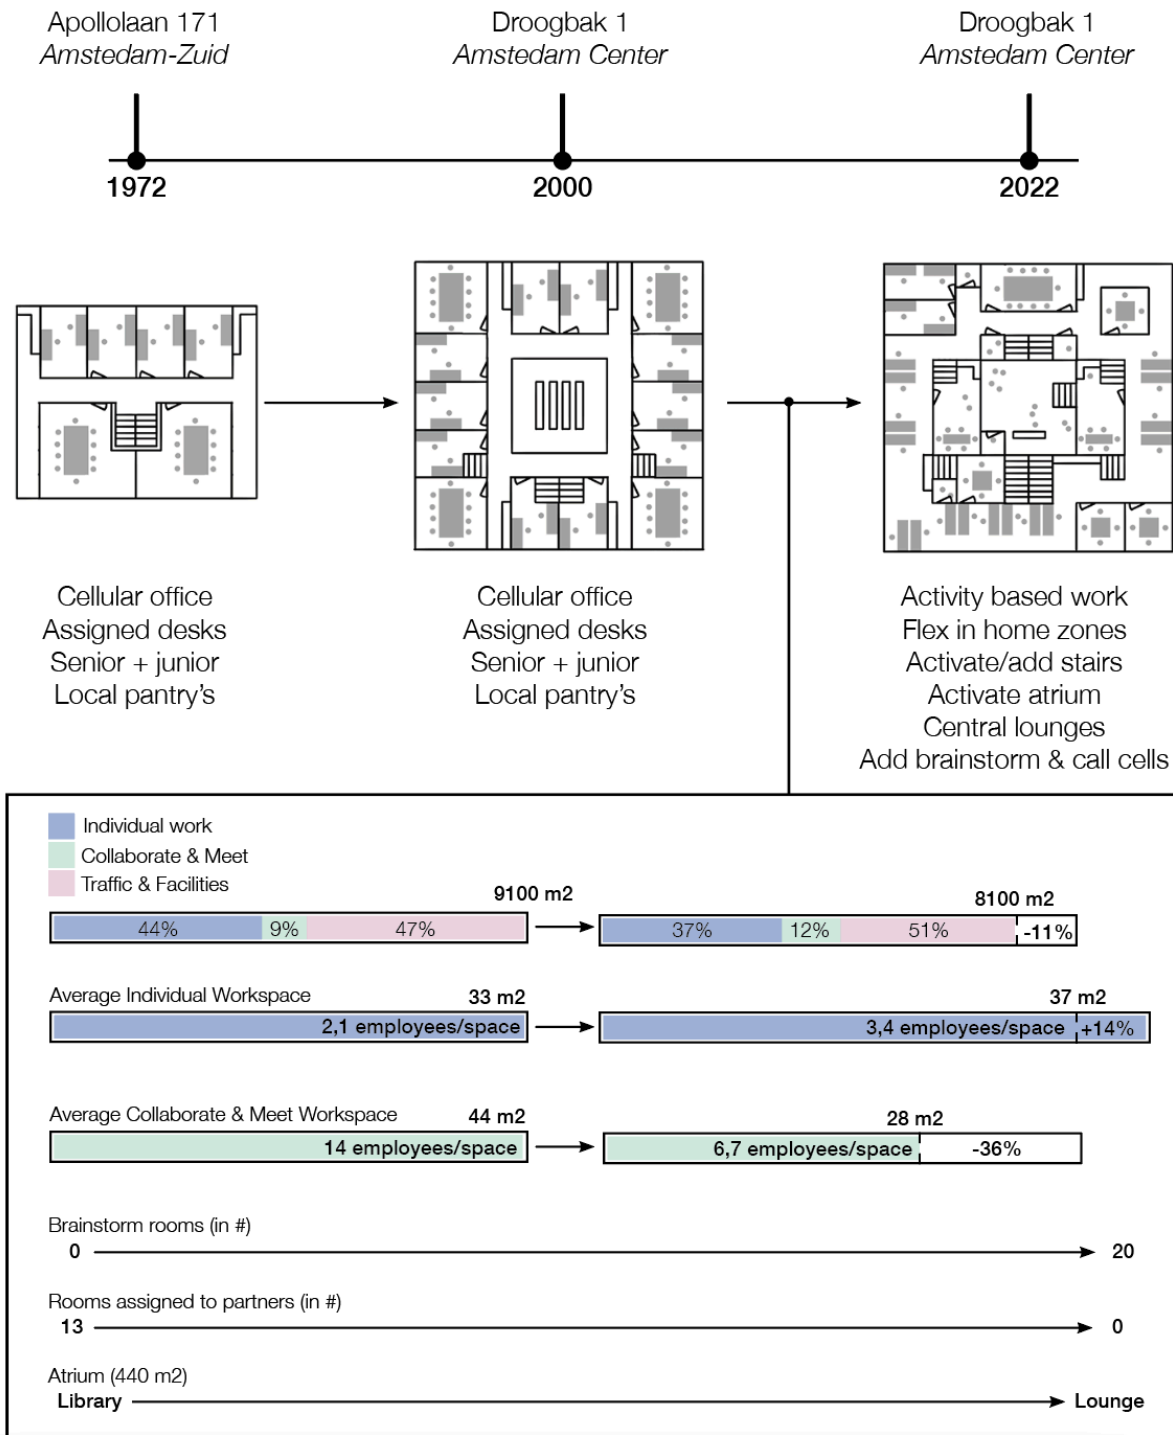 Apollolaan 171
Amstedam-Zuid
Droogbak 1
Amstedam Center
Droogbak 1
Amstedam Center
1972
2000
2022
Cellular office
Assigned desks
Senior + junior
Local pantry's
Cellular office
Assigned desks
Senior + junior
Local pantry's
Activity based work
Flex in home zones
Activate/add stairs
Activate atrium
Central lounges
Add brainstorm & call cells
Individual work
Collaborate & Meet
Traffic & Facilities
9100 m2
8100 m2
44%
9%
47%
37%
12%
51%
-11%
Average Individual Workspace
33 m2
37 m2
2,1 employees/space
3,4 employees/space
+14%
Average Collaborate & Meet Workspace
44 m2
28 m2
14 employees/space
6,7 employees/space
-36%
Brainstorm rooms (in #)
0
20
Rooms assigned to partners (in #)
13
0
Atrium (440 m2)
Library
Lounge